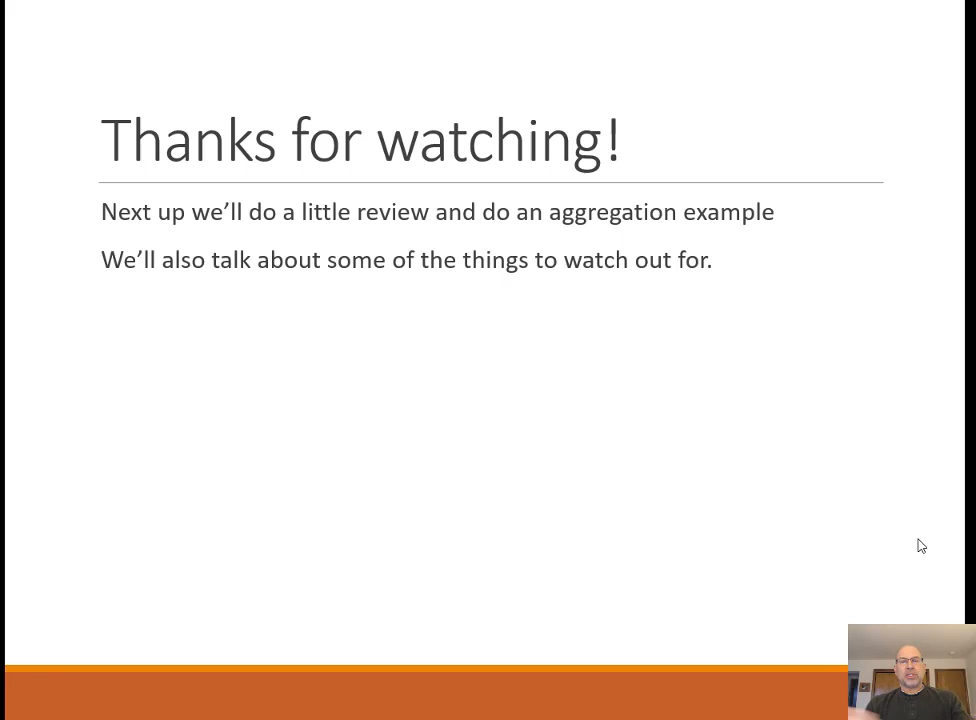 Thanks for watching!
Next up we’ll do a little review and do an aggregation example
We’ll also talk about some of the things to watch out for.